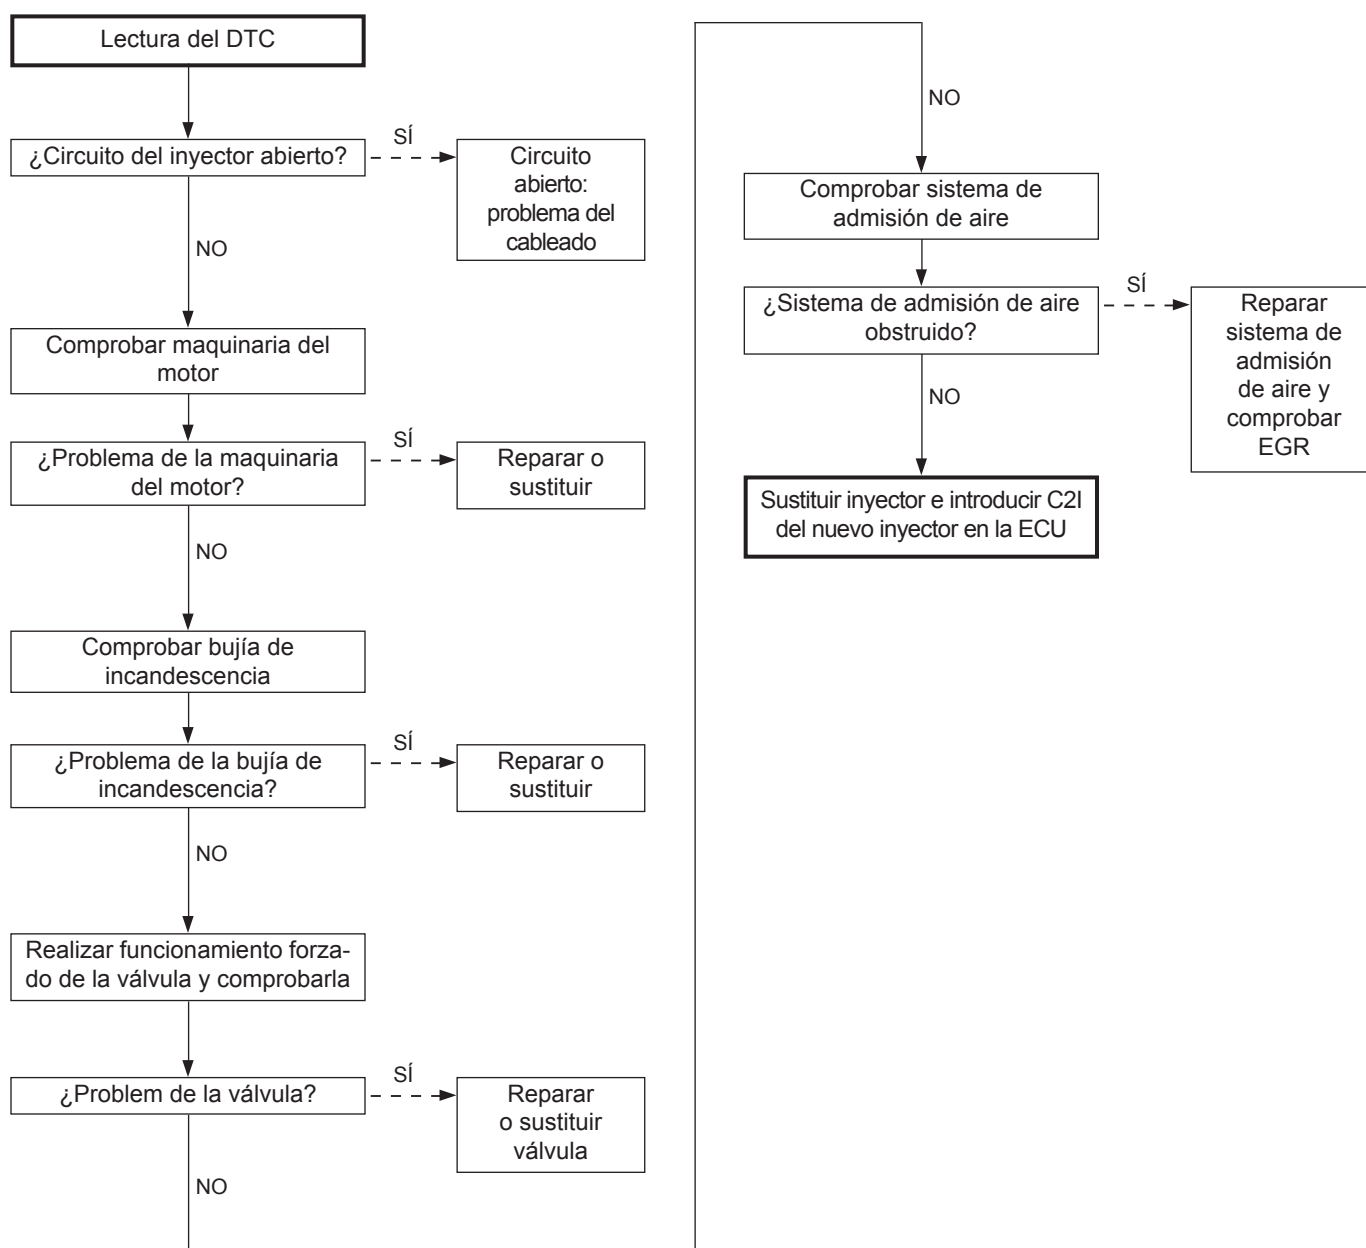 Lectura del DTC
¿Circuito del inyector abierto?
SÍ
Circuito
abierto:
problema del
cableado
NO
Comprobar maquinaria del
motor
¿Problema de la maquinaria
del motor?
SÍ
Reparar o
sustituir
NO
Comprobar bujía de
incandescencia
¿Problema de la bujía de
incandescencia?
SÍ
Reparar o
sustituir
NO
Realizar funcionamiento forza-
do de la válvula y comprobarla
¿Problem de la válvula?
SÍ
Reparar
o sustituir
válvula
NO
NO
Comprobar sistema de
admisión de aire
¿Sistema de admisión de aire
obstruido?
SÍ
Reparar
sistema de
admisión
de aire y
comprobar
EGR
NO
Sustituir inyector e introducir C2I
del nuevo inyector en la ECU